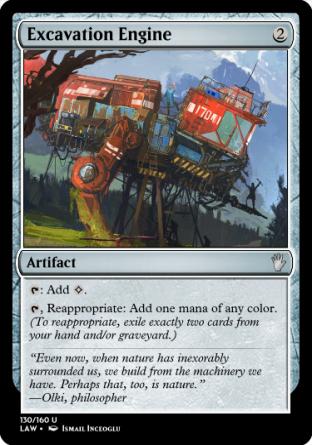 Excavation Engine 2
1704
Artifact
: Add .
, Reappropriate: Add one mana of any color.
(To reappropriate, exile exactly two cards from
your hand and/or graveyard.)
“Even now, when nature has inexorably
surrounded us, we build from the machinery we
have. Perhaps that, too, is nature.”
—Olki, philosopher
130/160 U
LAW • Ismail Inceoglu